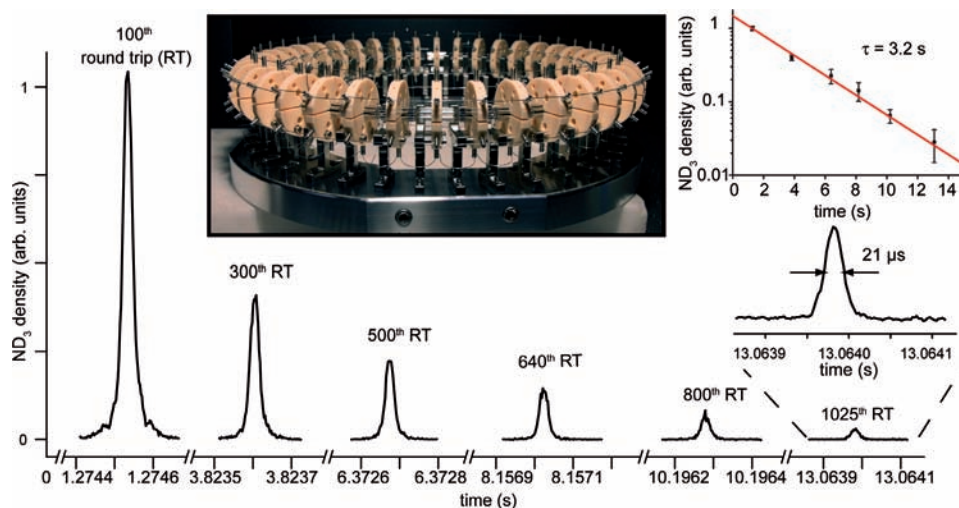 100th
round trip (RT)
1
0
ND3 density (arb. units)
300th RT
500th RT
640th RT
800th RT
1025th RT
0
1.2744
1.2746
3.8235
3.8237
6.3726
6.3728
8.1569
8.1571
10.1962
10.1964
13.0639
13.0641
time (s)
1
0.1
0.01
ND3 density (arb. units)
τ = 3.2 s
0 2 4 6 8 10 12 14
time (s)
21 μs
13.0639 13.0640 13.0641
time (s)